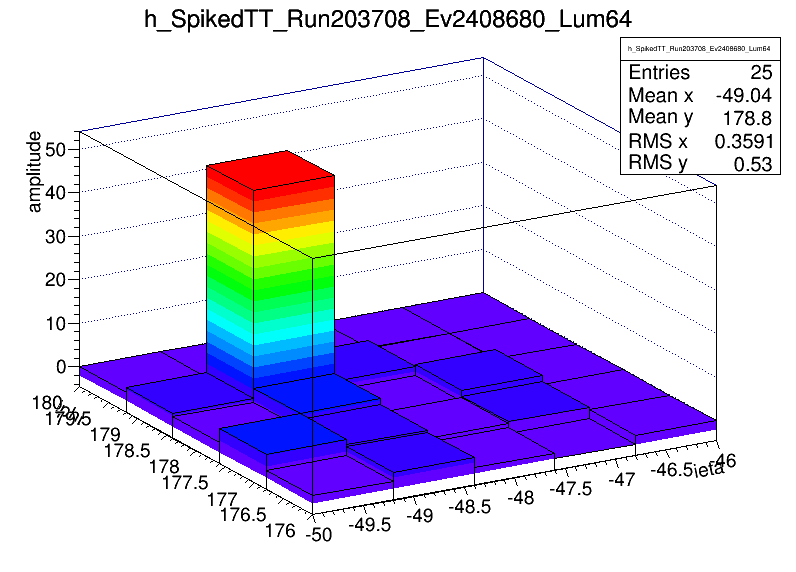 h_SpikedTT_Run203708_Ev2408680_Lum64
h_SpikedTT_Run203708_Ev2408680_Lum64
Entries 25
Mean x -49.04
Mean y 178.8
RMS x 0.3591
RMS y 0.53
amplitude
50
40
30
20
10
0
180
179.5
179
178.5
178
177.5
177
176.5
176
-50
-49.5
-49
-48.5
-48
-47.5
-47
-46.5
-46
ieta